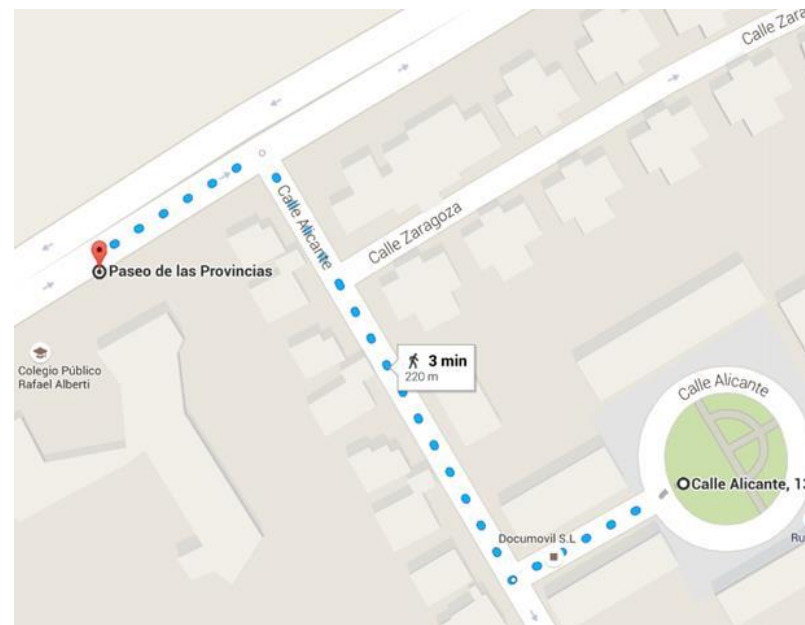 Calle Zara
Calle Alicante
Calle Zaragoza
Paseo de las Provincias
Colegio Público
Rafael Alberti
3 min
220 m
Calle Alicante
Calle Alicante, 13
Documovil S.L
Ru